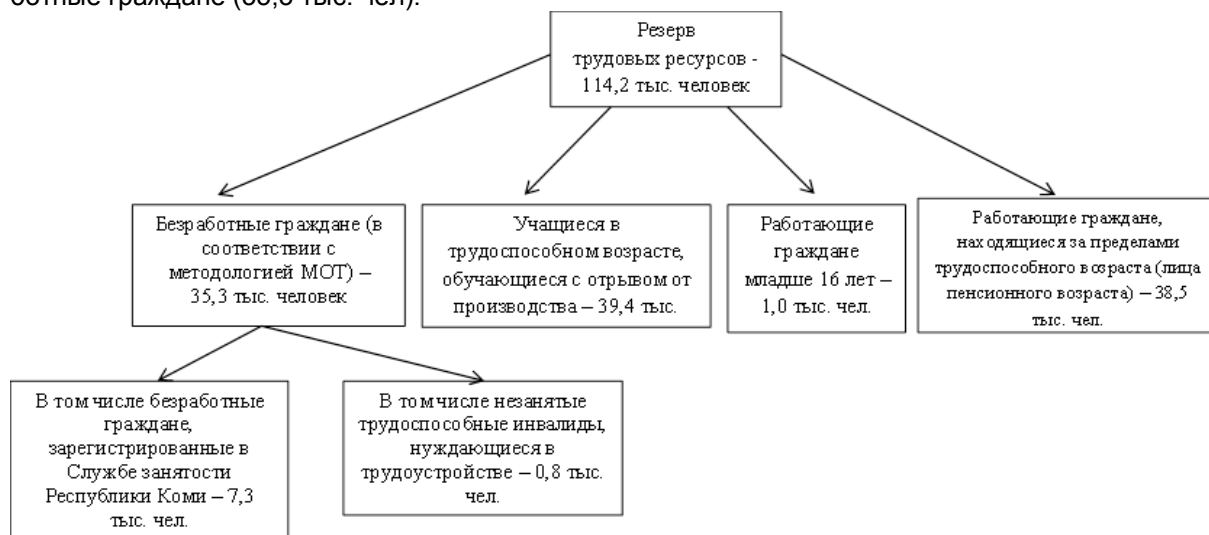 Резерв
трудовых ресурсов -
114,2 тыс. человек
Безработные граждане (в
соответствии с
методологией МОТ) –
35,3 тыс. человек
Учащиеся в
трудоспособном возрасте,
обучающиеся с отрывом от
производства – 39,4 тыс.
Работающие
граждане
младше 16 лет –
1,0 тыс. чел.
Работающие граждане,
находящиеся за пределами
трудоспособного возраста (лица
пенсионного возраста) – 38,5
тыс. чел.
В том числе безработные
граждане,
зарегистрированные в
Службе занятости
Республики Коми – 7,3
тыс. чел.
В том числе незанятые
трудоспособные инвалиды,
нуждающиеся в
трудоустройстве – 0,8 тыс.
чел.